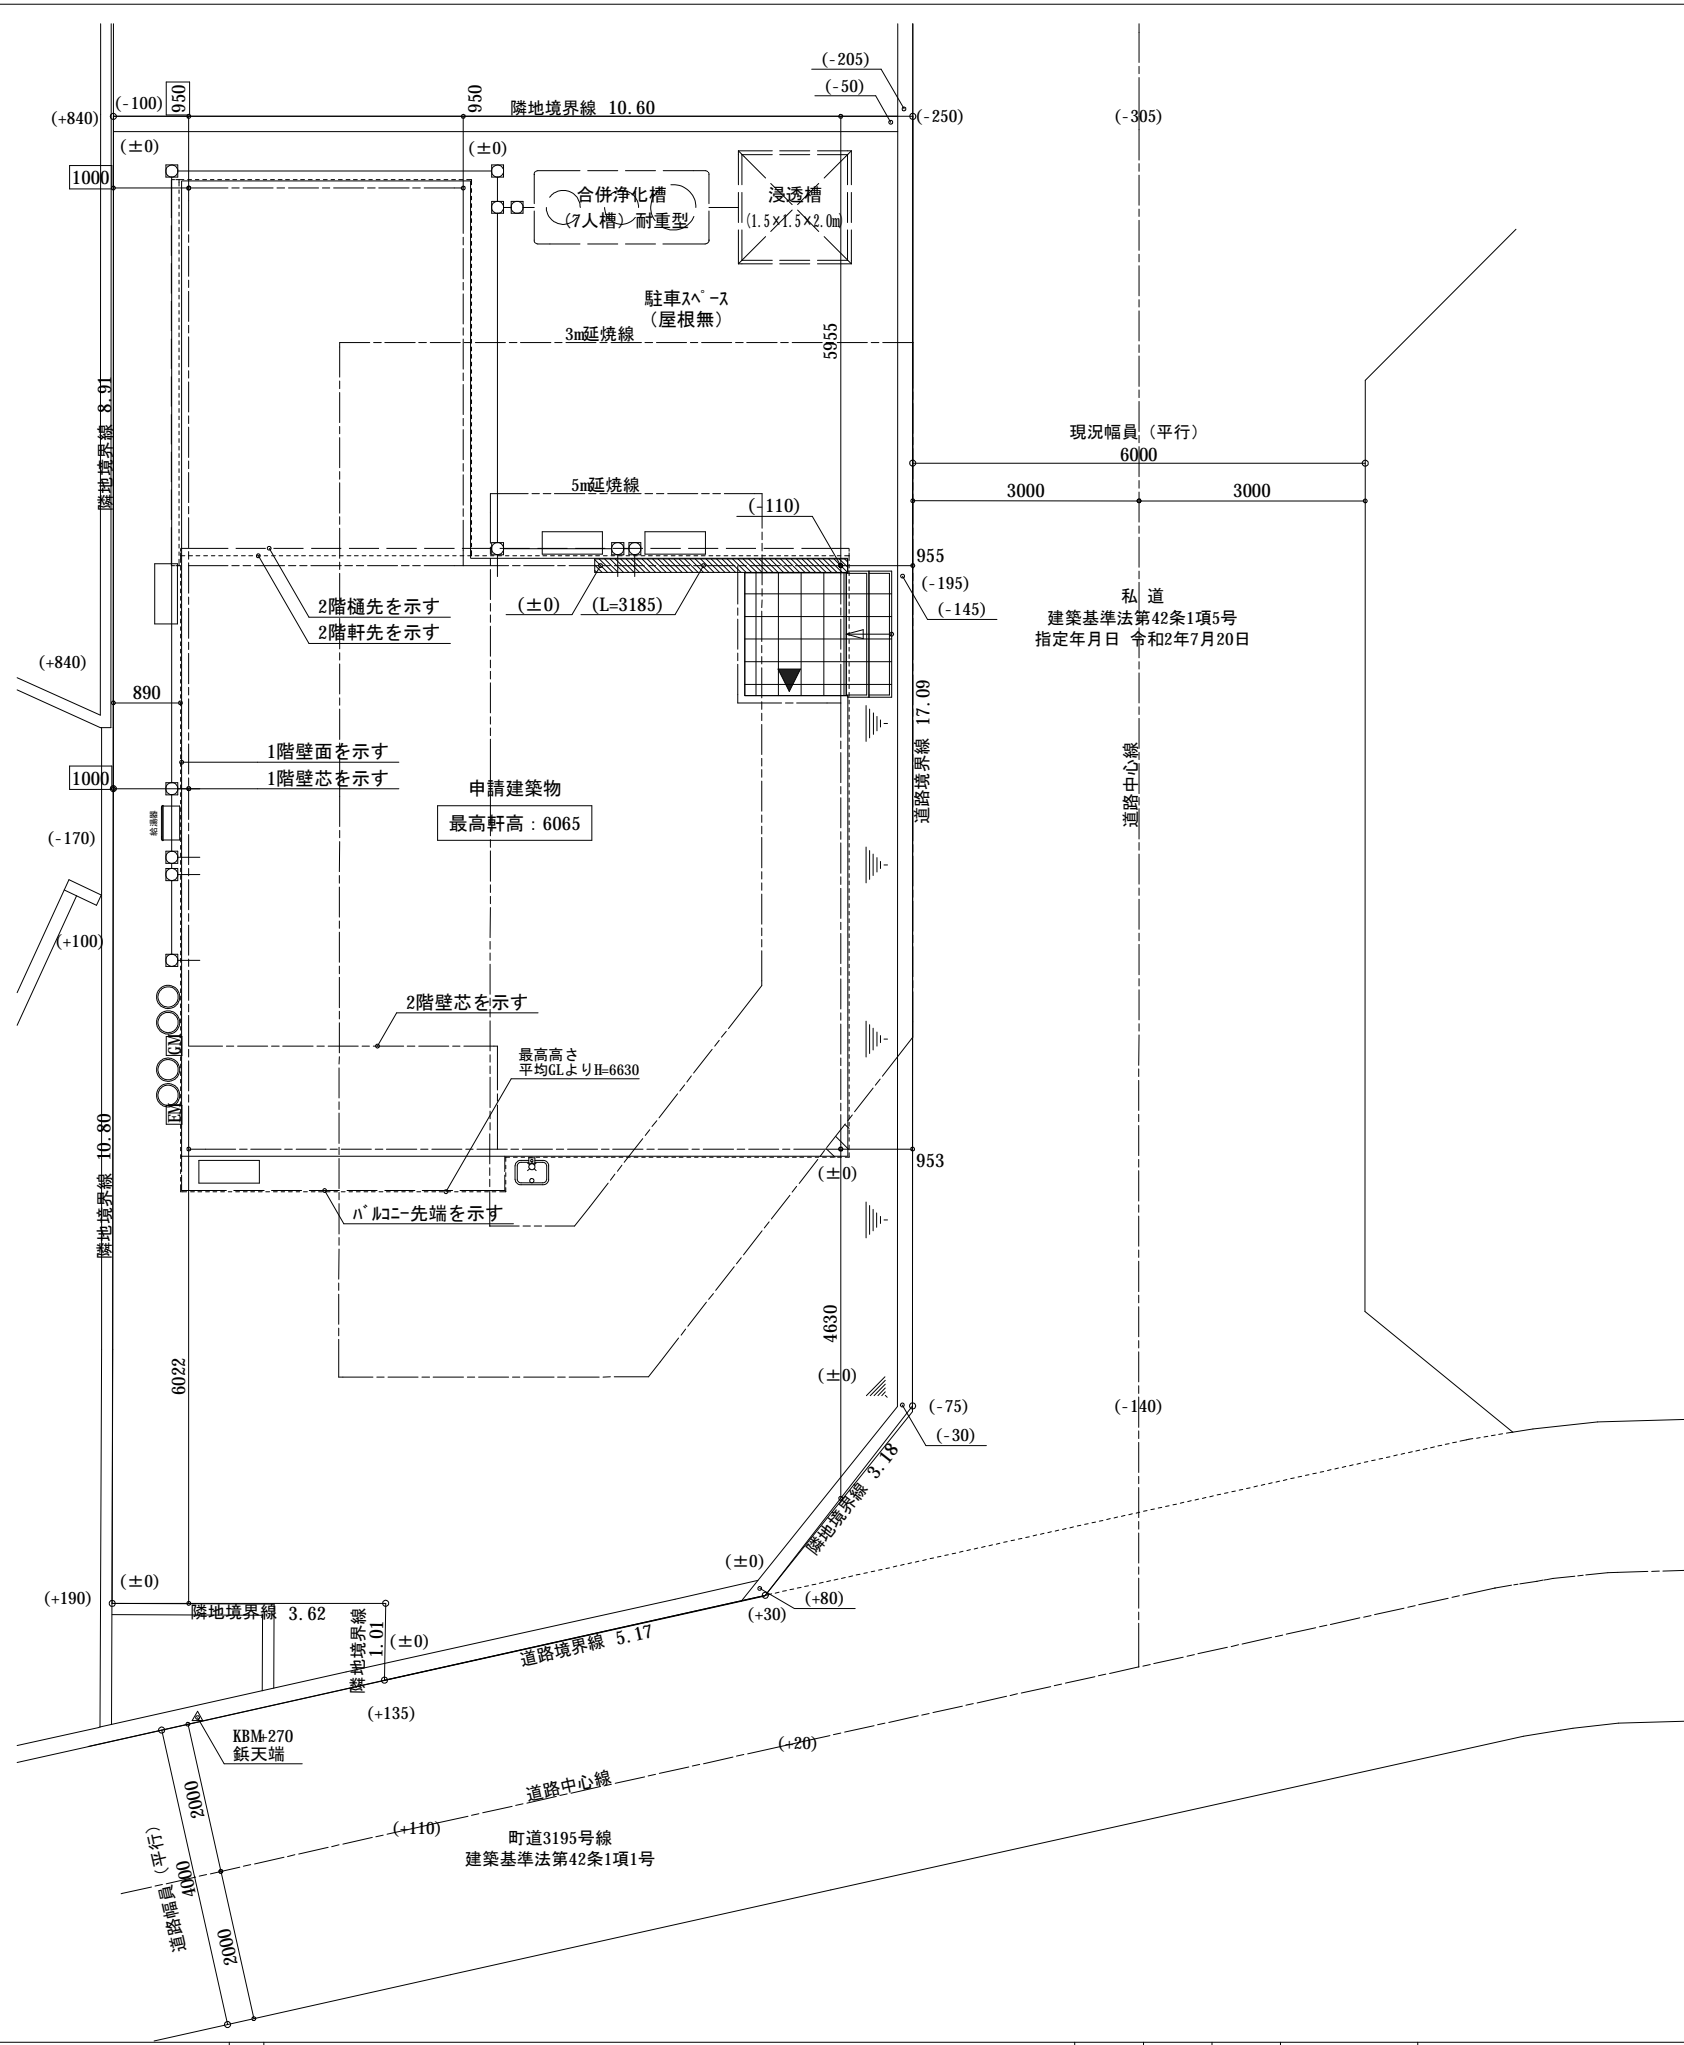 (-205)
(-50)
(-100)
950
950
隣地境界線 10.60
(+840)
(-250)
(-305)
(±0)
(±0)
1000
合併浄化槽
(7人槽) 耐重型
浸透槽
(1.5×1.5×2.0m)
駐車ｽﾍﾟｰｽ
(屋根無)
3m延焼線
5955
隣地境界線 8.91
現況幅員 (平行)
6000
3000
3000
5m延焼線
(-110)
955
(-195)
(-145)
2階樋先を示す
2階軒先を示す
(±0)
(L=3185)
私 道
建築基準法第42条1項5号
指定年月日 令和2年7月20日
(+840)
890
道路境界線 17.09
道路中心線
1階壁面を示す
1階壁芯を示す
1000
申請建築物
最高軒高：6065
給湯器
(-170)
(+100)
2階壁芯を示す
GM
最高高さ
平均GLよりH=6630
EM
隣地境界線 10.80
953
(±0)
ﾊﾞﾙｺﾆｰ先端を示す
4630
6022
(±0)
(-75)
(-140)
(-30)
隣地境界線 3.18
(±0)
(+190)
(±0)
隣地境界線 3.62
隣地境界線
1.01
(±0)
(+80)
(+30)
道路境界線 5.17
(+135)
KBM+270
鋲天端
(+20)
道路中心線
2000
(+110)
町道3195号線
建築基準法第42条1項1号
道路幅員 (平行)
4000
2000